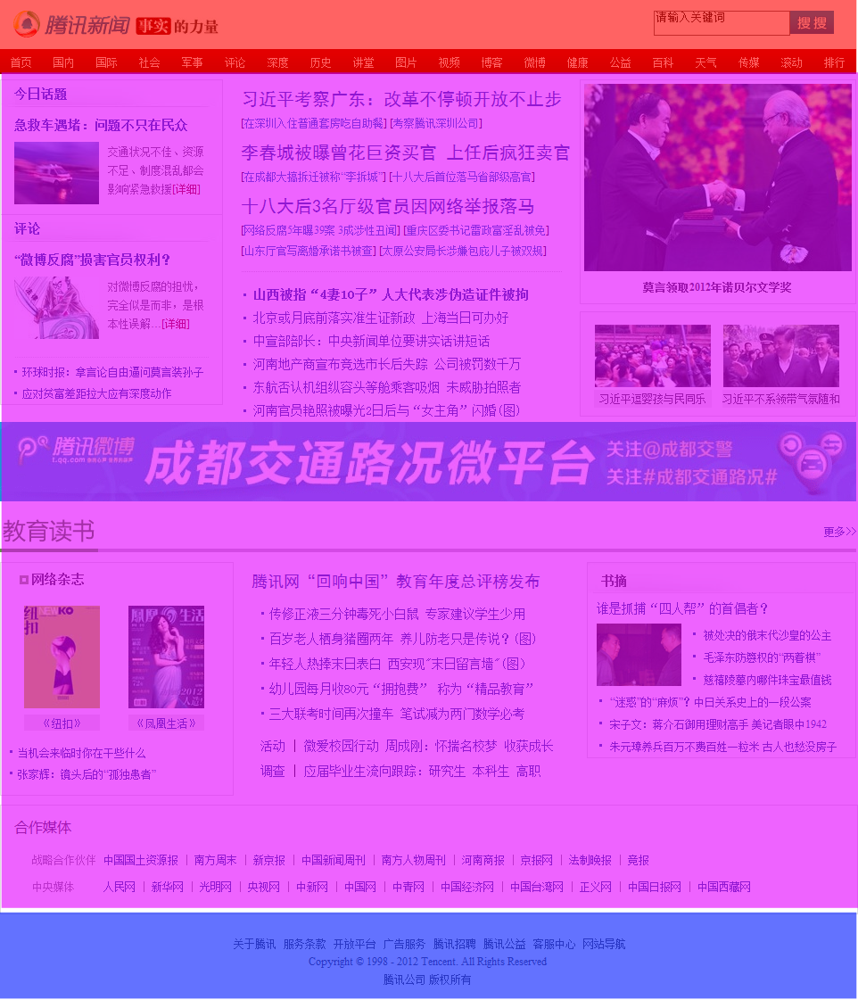 腾讯新闻 事实的力量
请输入关键词 搜搜
首页 国内 国际 社会 军事 评论 深度 历史 讲堂 图片 视频 博客 微博 健康 公益 百科 天气 传媒 滚动 排行
今日话题
急救车遇堵：问题不只在民众
交通状况不佳、资源
不足、制度混乱都会
影响紧急救援[详细]
评论
“微博反腐”损害官员权利？
对微博反腐的担忧，
完全似是而非，是根
本性误解…[详细]
环球时报：拿言论自由逼问莫言装孙子
应对贫富差距拉大应有深度动作
习近平考察广东：改革不停顿开放不止步
[在深圳入住普通套房吃自助餐] [考察腾讯深圳公司]
李春城被曝曾花巨资买官 上任后疯狂卖官
[在成都大搞拆迁被称“李拆城”] [十八大后首位落马省部级高官]
十八大后3名厅级官员因网络举报落马
[网络反腐5年曝39案 3成涉性丑闻] [重庆区委书记雷政富淫乱被免]
[山东厅官写离婚承诺书被查] [太原公安局长涉嫌包庇儿子被双规]
山西被指“4妻10子”人大代表涉伪造证件被拘
北京或月底前落实准生证新政 上海当日可办好
中宣部部长：中央新闻单位要讲实话讲短话
河南地产商宣布竞选市长后失踪 公司被罚数千万
东航否认机组纵容头等舱乘客吸烟 未威胁拍照者
河南官员艳照被曝光2日后与“女主角”闪婚(图)
莫言领取2012年诺贝尔文学奖
习近平逗婴孩与民同乐 习近平不系领带气氛随和
腾讯微博 t.qq.com 成都交通路况微平台
关注@成都交警
关注#成都交通路况#
教育读书 更多>>
网络杂志
纽扣 NEWKO 凤凰生活
72 2012
《纽扣》 《凤凰生活》
当机会来临时你在干些什么
张家辉：镜头后的“孤独患者”
腾讯网“回响中国”教育年度总评榜发布
传修正液三分钟毒死小白鼠 专家建议学生少用
百岁老人栖身猪圈两年 养儿防老只是传说？(图)
年轻人热捧末日表白 西安现"末日留言墙"(图)
幼儿园每月收80元“拥抱费” 称为“精品教育”
三大联考时间再次撞车 笔试减为两门数学必考
活动 | 微爱校园行动 周成刚：怀揣名校梦 收获成长
调查 | 应届毕业生流向跟踪：研究生 本科生 高职
书摘
谁是抓捕“四人帮”的首倡者？
被处决的俄末代沙皇的公主
毛泽东防篡权的“两着棋”
慈禧陵墓内哪件珠宝最值钱
“迷惑”的“麻烦”？中日关系史上的一段公案
宋子文：蒋介石御用理财高手 美记者眼中1942
朱元璋养兵百万不费百姓一粒米 古人也愁没房子
合作媒体
战略合作伙伴 中国国土资源报 | 南方周末 | 新京报 | 中国新闻周刊 | 南方人物周刊 | 河南商报 | 京报网 | 法制晚报 | 竞报
中央媒体 人民网 | 新华网 | 光明网 | 央视网 | 中新网 | 中国网 | 中青网 | 中国经济网 | 中国台湾网 | 正义网 | 中国日报网 | 中国西藏网
关于腾讯 服务条款 开放平台 广告服务 腾讯招聘 腾讯公益 客服中心 网站导航
Copyright © 1998 - 2012 Tencent. All Rights Reserved
腾讯公司 版权所有